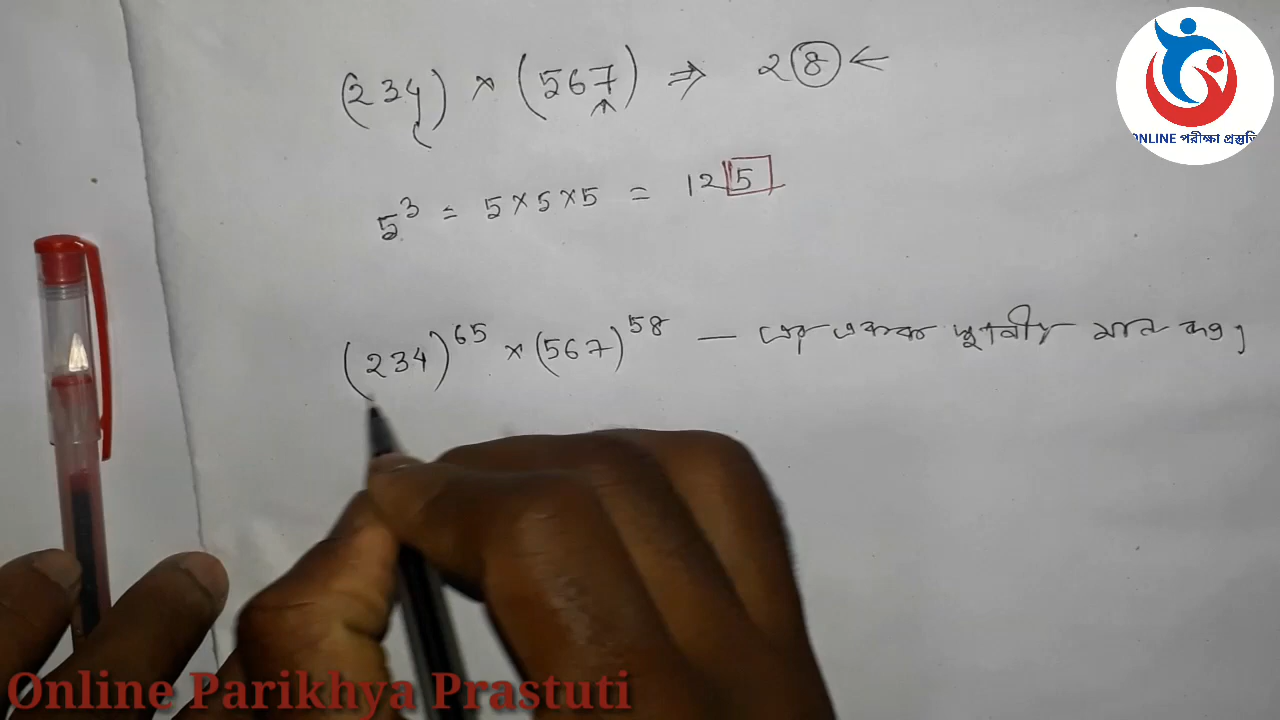 (234) × (567) ⇒ 28 ←
5³ = 5×5×5 = 125
(234)⁶⁵ × (567)⁵⁸ — এর একক স্থানীয় মান কত।
ONLINE পরীক্ষা প্রস্তুতি
Online Parikhya Prastuti